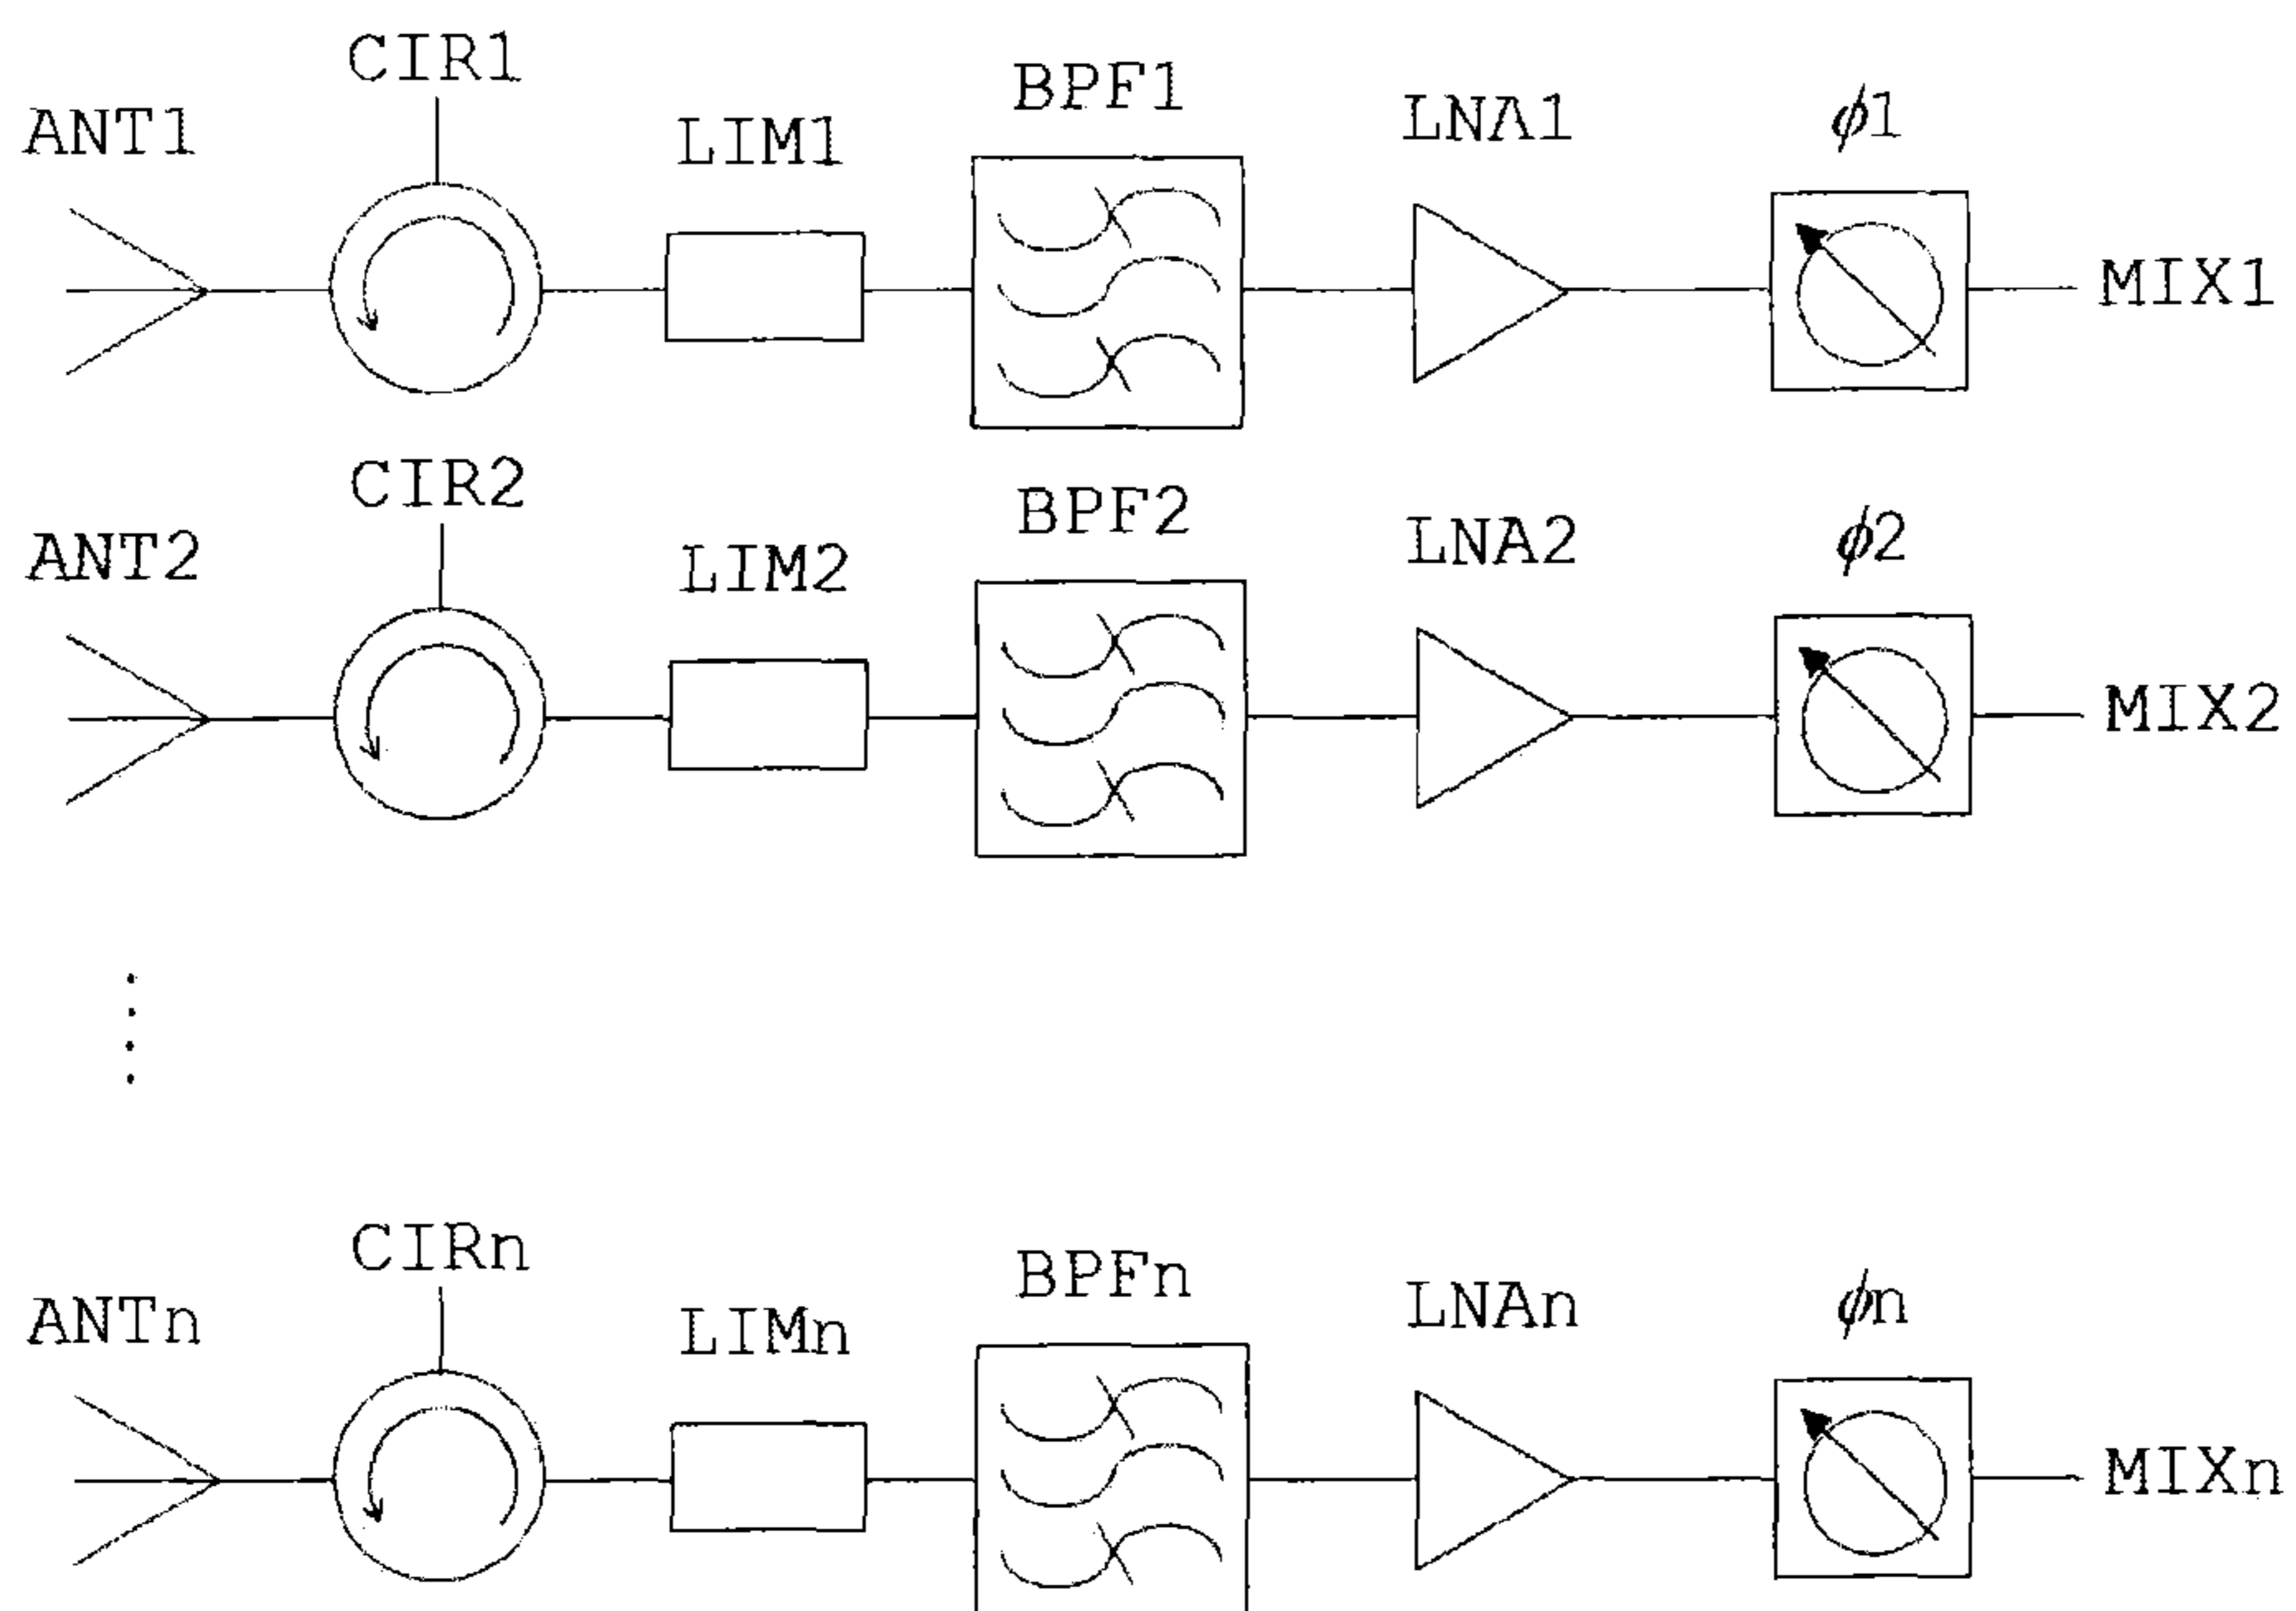 CIR1
BPF1
ANT1 LIM1 LNA1 ϕ1
MIX1
CIR2
BPF2
ANT2 LIM2 LNA2 ϕ2
MIX2
CIRn
BPFn
ANTn LIMn LNAn ϕn
MIXn